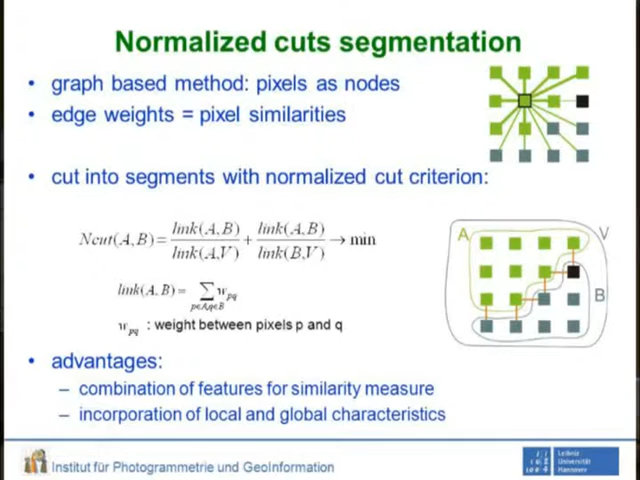 Normalized cuts segmentation
• graph based method: pixels as nodes
• edge weights = pixel similarities
• cut into segments with normalized cut criterion:
Ncut(A,B) = link(A,B) / link(A,V) + link(A,B) / link(B,V) → min
link(A,B) = ∑ p∈A,q∈B w pq
w pq : weight between pixels p and q
A
V
B
• advantages:
– combination of features for similarity measure
– incorporation of local and global characteristics
Institut für Photogrammetrie und GeoInformation
Leibniz
Universität
Hannover